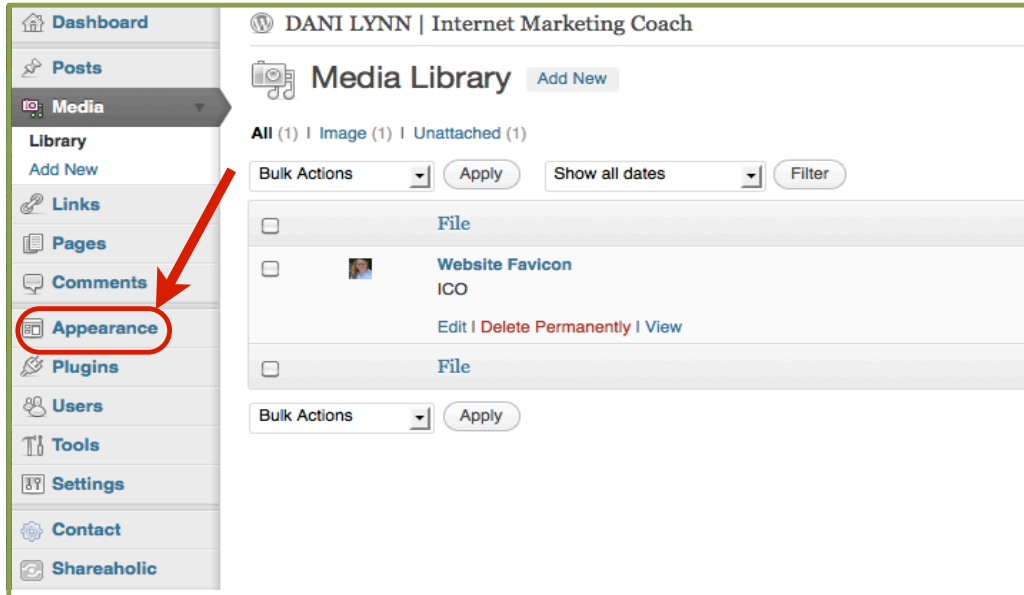 Dashboard
Posts
Media
Library
Add New
Links
Pages
Comments
Appearance
Plugins
Users
Tools
Settings
Contact
Shareaholic
DANI LYNN | Internet Marketing Coach
Media Library Add New
All (1) | Image (1) | Unattached (1)
Bulk Actions Apply Show all dates Filter
File
Website Favicon
ICO
Edit | Delete Permanently | View
File
Bulk Actions Apply